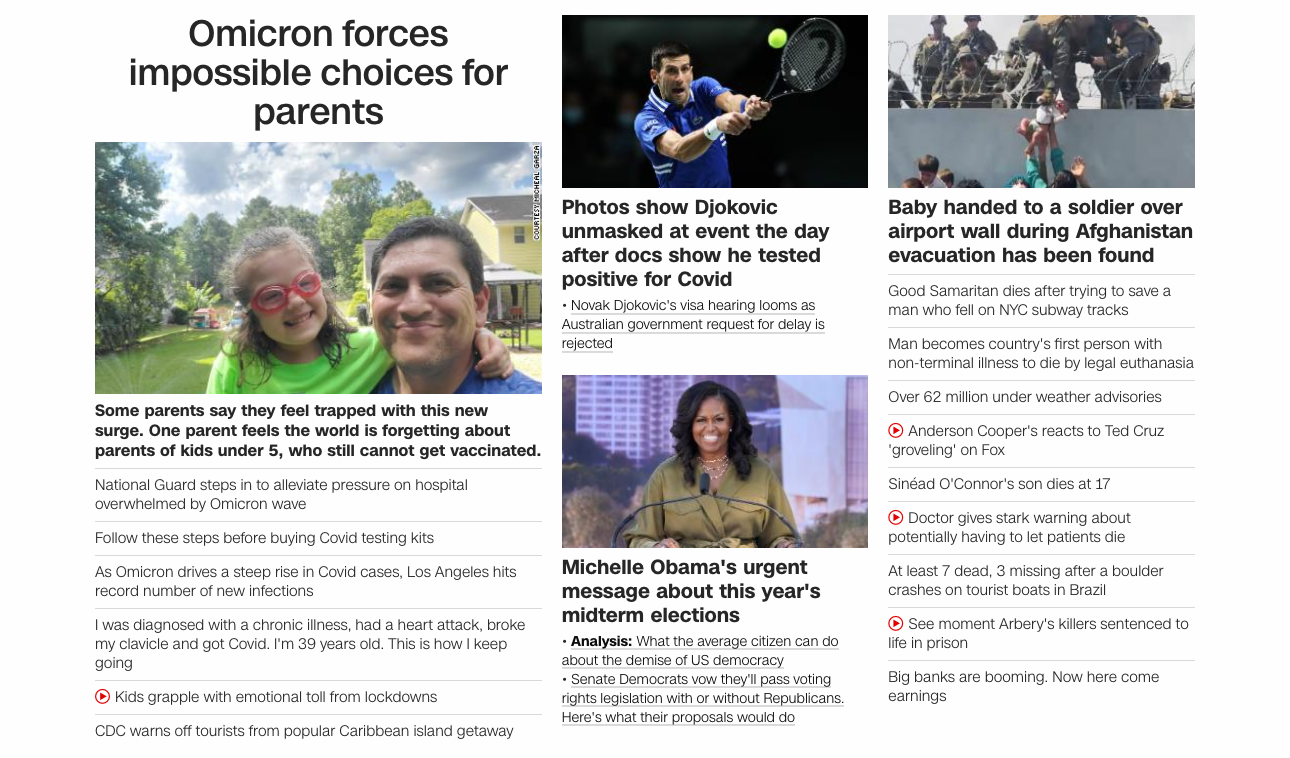 Omicron forces
impossible choices for
parents
COURTESY MICHEAL GARZA
Some parents say they feel trapped with this new
surge. One parent feels the world is forgetting about
parents of kids under 5, who still cannot get vaccinated.
National Guard steps in to alleviate pressure on hospital
overwhelmed by Omicron wave
Follow these steps before buying Covid testing kits
As Omicron drives a steep rise in Covid cases, Los Angeles hits
record number of new infections
I was diagnosed with a chronic illness, had a heart attack, broke
my clavicle and got Covid. I'm 39 years old. This is how I keep
going
Kids grapple with emotional toll from lockdowns
CDC warns off tourists from popular Caribbean island getaway
Photos show Djokovic
unmasked at event the day
after docs show he tested
positive for Covid
• Novak Djokovic's visa hearing looms as
Australian government request for delay is
rejected
Michelle Obama's urgent
message about this year's
midterm elections
• Analysis: What the average citizen can do
about the demise of US democracy
• Senate Democrats vow they'll pass voting
rights legislation with or without Republicans.
Here's what their proposals would do
Baby handed to a soldier over
airport wall during Afghanistan
evacuation has been found
Good Samaritan dies after trying to save a
man who fell on NYC subway tracks
Man becomes country's first person with
non-terminal illness to die by legal euthanasia
Over 62 million under weather advisories
Anderson Cooper's reacts to Ted Cruz
'groveling' on Fox
Sinéad O'Connor's son dies at 17
Doctor gives stark warning about
potentially having to let patients die
At least 7 dead, 3 missing after a boulder
crashes on tourist boats in Brazil
See moment Arbery's killers sentenced to
life in prison
Big banks are booming. Now here come
earnings